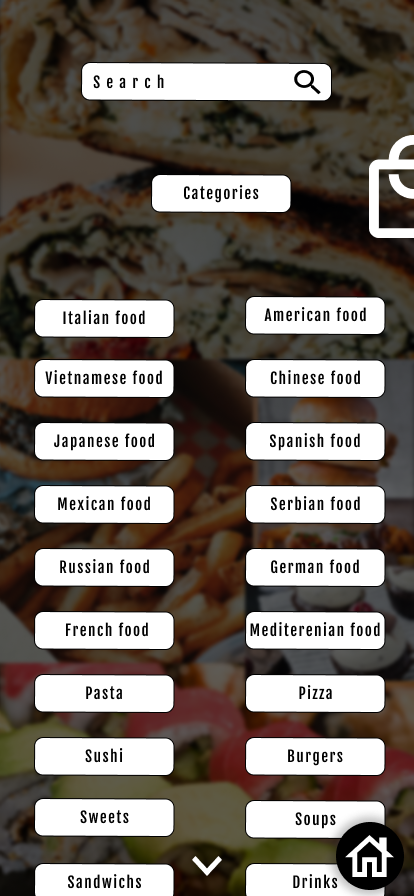 Search
Categories
Italian food
American food
Vietnamese food
Chinese food
Japanese food
Spanish food
Mexican food
Serbian food
Russian food
German food
French food
Mediterenian food
Pasta
Pizza
Sushi
Burgers
Sweets
Soups
Sandwichs
Drinks